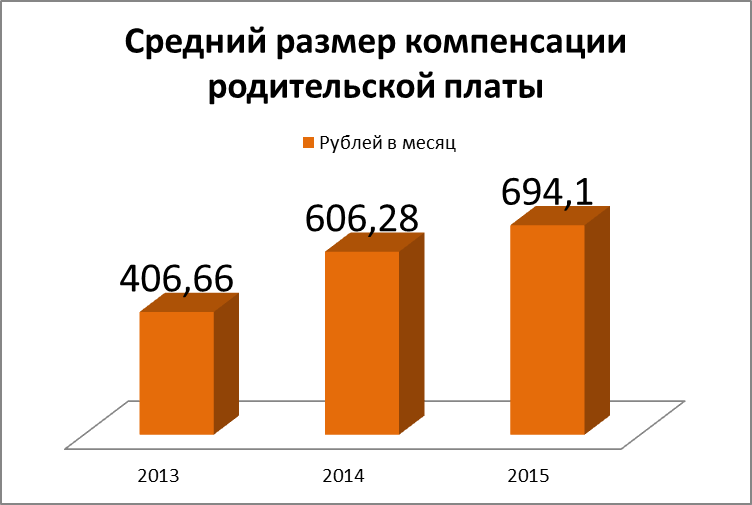 Средний размер компенсации
родительской платы
Рублей в месяц
406,66
606,28
694,1
2013
2014
2015